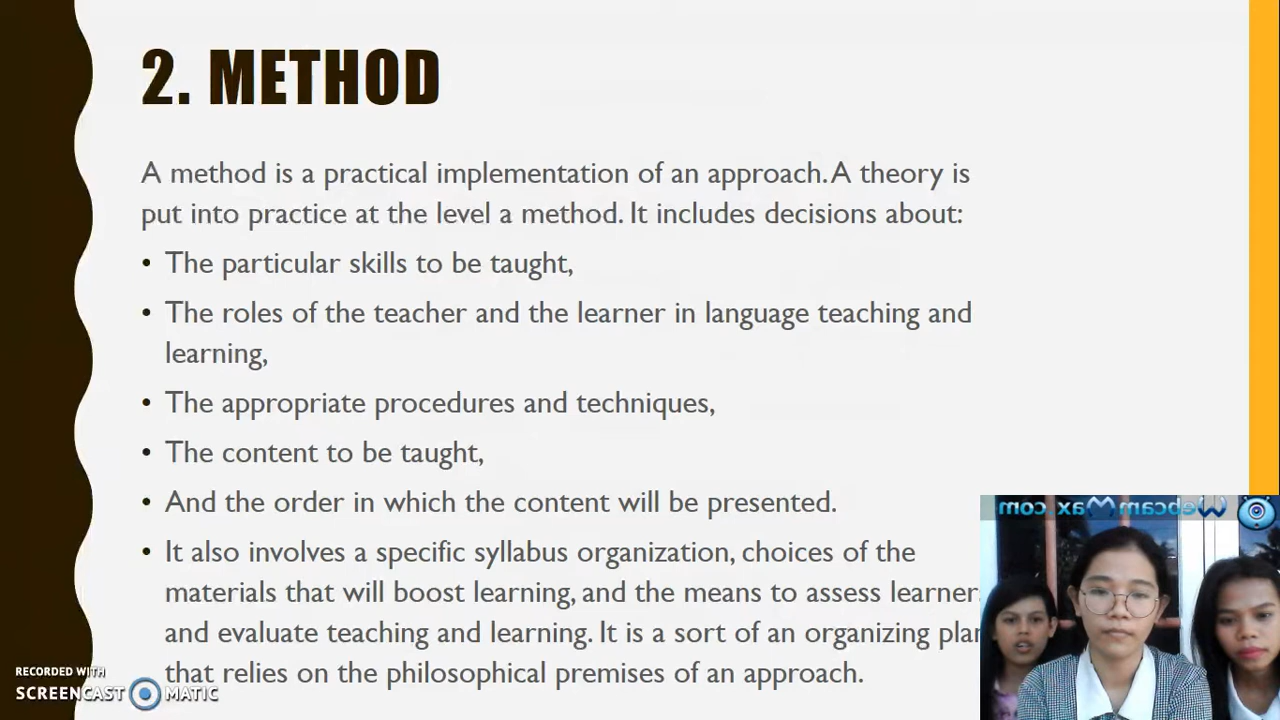 2. METHOD
A method is a practical implementation of an approach. A theory is
put into practice at the level a method. It includes decisions about:
• The particular skills to be taught,
• The roles of the teacher and the learner in language teaching and
learning,
• The appropriate procedures and techniques,
• The content to be taught,
• And the order in which the content will be presented.
• It also involves a specific syllabus organization, choices of the
materials that will boost learning, and the means to assess learner
and evaluate teaching and learning. It is a sort of an organizing plan
that relies on the philosophical premises of an approach.
WebcamMax.com
RECORDED WITH
SCREENCAST MATIC